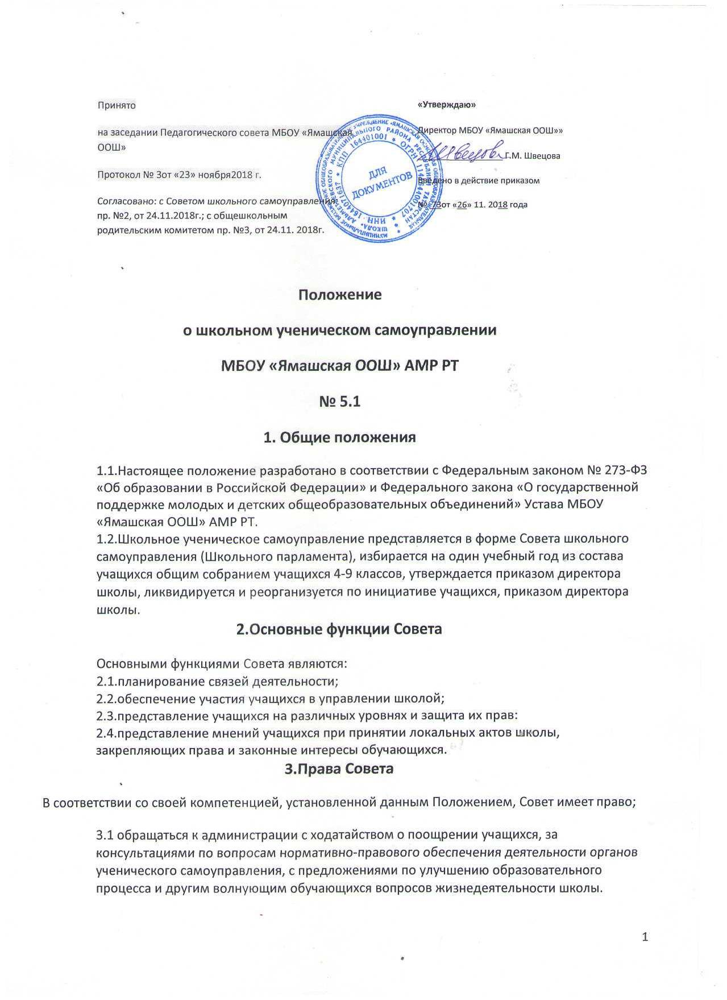 Принято
на заседании Педагогического совета МБОУ «Ямашская
ООШ»
Протокол № 3от «23» ноября2018 г.
Согласовано: с Советом школьного самоуправления:
пр. №2, от 24.11.2018г.; с общешкольным
родительским комитетом пр. №3, от 24.11. 2018г.
«Утверждаю»
Директор МБОУ «Ямашская ООШ»»
Г.М. Швецова
Введено в действие приказом
№ 73от «26» 11. 2018 года
ДЛЯ
ДОКУМЕНТОВ
Положение
о школьном ученическом самоуправлении
МБОУ «Ямашская ООШ» АМР РТ
№ 5.1
1. Общие положения
1.1.Настоящее положение разработано в соответствии с Федеральным законом № 273-ФЗ
«Об образовании в Российской Федерации» и Федерального закона «О государственной
поддержке молодых и детских общеобразовательных объединений» Устава МБОУ
«Ямашская ООШ» АМР РТ.
1.2.Школьное ученическое самоуправление представляется в форме Совета школьного
самоуправления (Школьного парламента), избирается на один учебный год из состава
учащихся общим собранием учащихся 4-9 классов, утверждается приказом директора
школы, ликвидируется и реорганизуется по инициативе учащихся, приказом директора
школы.
2.Основные функции Совета
Основными функциями Совета являются:
2.1.планирование связей деятельности;
2.2.обеспечение участия учащихся в управлении школой;
2.3.представление учащихся на различных уровнях и защита их прав:
2.4.представление мнений учащихся при принятии локальных актов школы,
закрепляющих права и законные интересы обучающихся.
3.Права Совета
В соответствии со своей компетенцией, установленной данным Положением, Совет имеет право;
3.1 обращаться к администрации с ходатайством о поощрении учащихся, за
консультациями по вопросам нормативно-правового обеспечения деятельности органов
ученического самоуправления, с предложениями по улучшению образовательного
процесса и другим волнующим обучающихся вопросов жизнедеятельности школы.
1